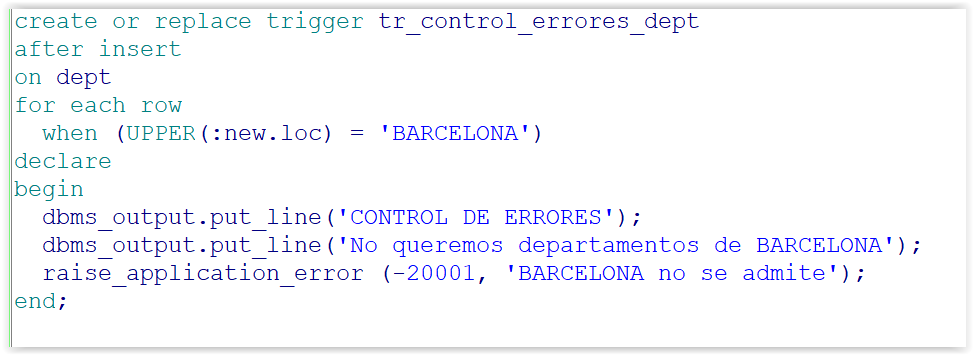 create or replace trigger tr_control_errores_dept
after insert
on dept
for each row
  when (UPPER(:new.loc) = 'BARCELONA')
declare
begin
  dbms_output.put_line('CONTROL DE ERRORES');
  dbms_output.put_line('No queremos departamentos de BARCELONA');
  raise_application_error (-20001, 'BARCELONA no se admite');
end;